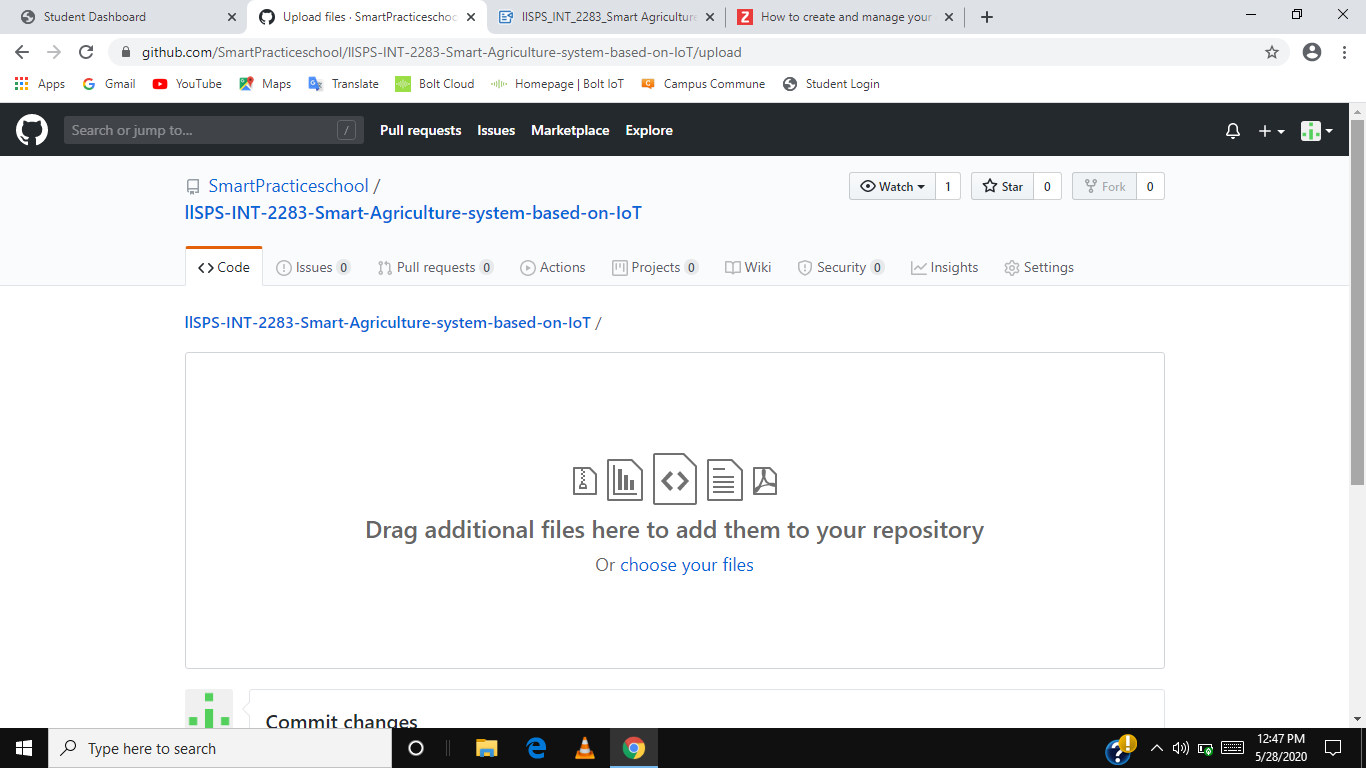 Student Dashboard
Upload files · SmartPracticeschoo
llSPS_INT_2283_Smart Agriculture
How to create and manage your
github.com/SmartPracticeschool/llSPS-INT-2283-Smart-Agriculture-system-based-on-IoT/upload
Apps
Gmail
YouTube
Maps
Translate
Bolt Cloud
Homepage | Bolt IoT
Campus Commune
Student Login
Search or jump to...
/
Pull requests
Issues
Marketplace
Explore
SmartPracticeschool /
llSPS-INT-2283-Smart-Agriculture-system-based-on-IoT
Watch
1
Star
0
Fork
0
Code
Issues 0
Pull requests 0
Actions
Projects 0
Wiki
Security 0
Insights
Settings
llSPS-INT-2283-Smart-Agriculture-system-based-on-IoT /
Drag additional files here to add them to your repository
Or choose your files
Commit changes
Type here to search
12:47 PM
5/28/2020